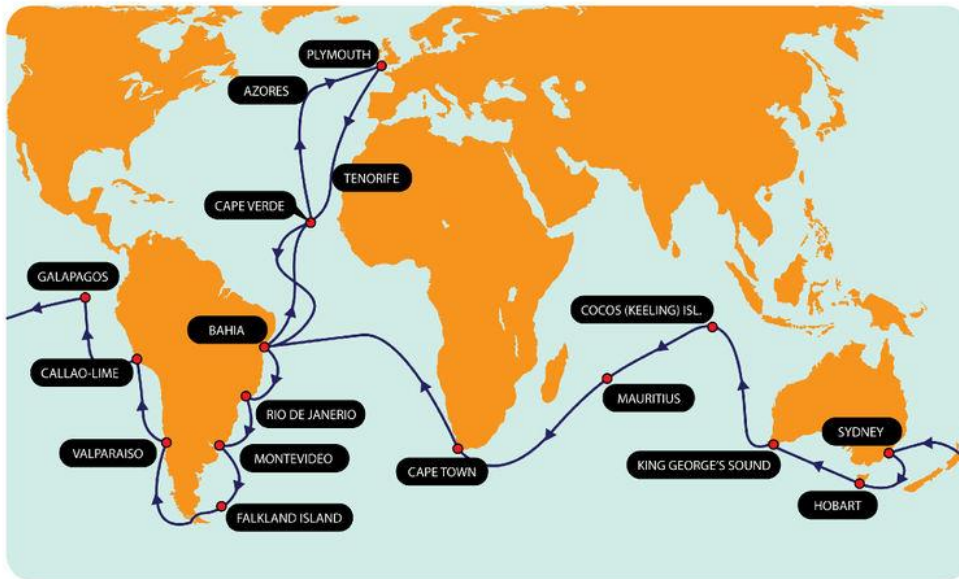 PLYMOUTH
AZORES
TENORIFE
CAPE VERDE
GALAPAGOS
BAHIA
COCOS (KEELING) ISL.
CALLAO-LIME
MAURITIUS
RIO DE JANERIO
SYDNEY
VALPARAISO
MONTEVIDEO
CAPE TOWN
KING GEORGE'S SOUND
HOBART
FALKLAND ISLAND